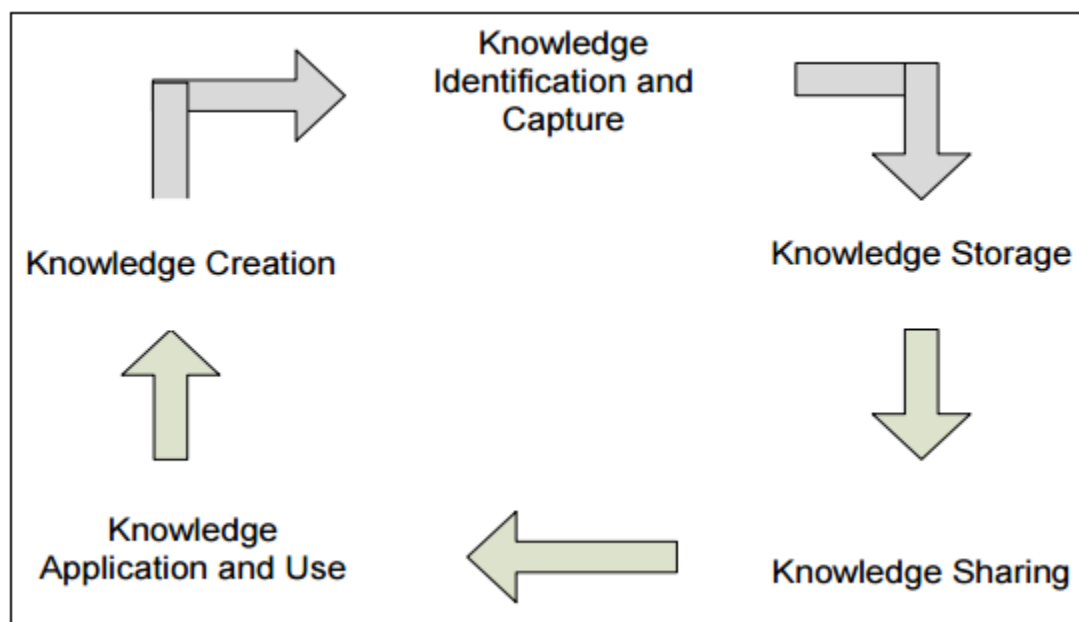 Knowledge
Identification and
Capture
Knowledge Creation
Knowledge Storage
Knowledge
Application and Use
Knowledge Sharing